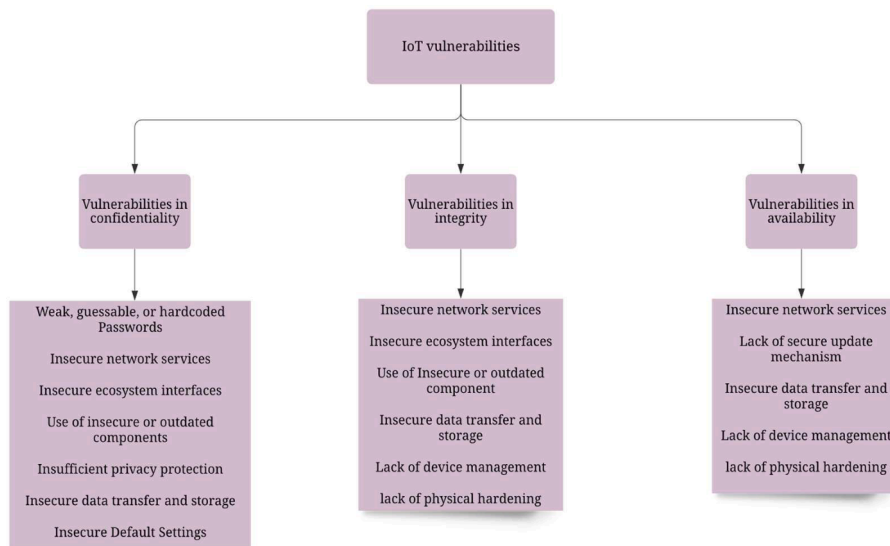 IoT vulnerabilities
Vulnerabilities in
confidentiality
Vulnerabilities in
integrity
Vulnerabilities in
availability
Weak, guessable, or hardcoded
Passwords
Insecure network services
Insecure ecosystem interfaces
Use of insecure or outdated
components
Insufficient privacy protection
Insecure data transfer and storage
Insecure Default Settings
Insecure network services
Insecure ecosystem interfaces
Use of Insecure or outdated
component
Insecure data transfer and
storage
Lack of device management
lack of physical hardening
Insecure network services
Lack of secure update
mechanism
Insecure data transfer and
storage
Lack of device management
lack of physical hardening